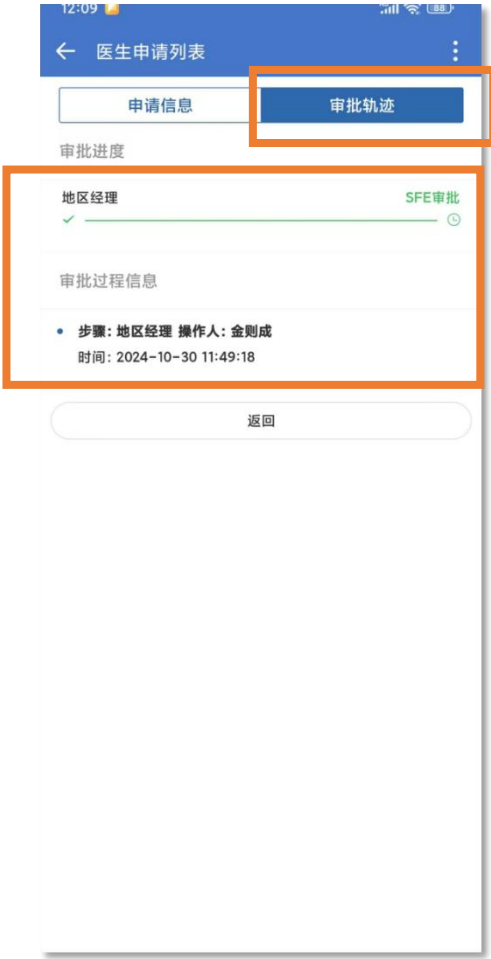 12:09
88
医生申请列表
申请信息 审批轨迹
审批进度
地区经理 SFE审批
审批过程信息
步骤: 地区经理 操作人: 金则成
时间: 2024-10-30 11:49:18
返回